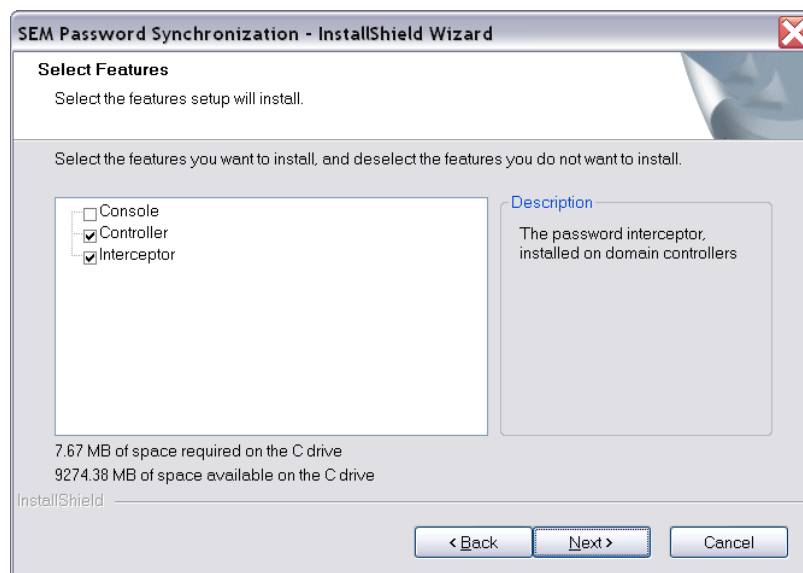 SEM Password Synchronization - InstallShield Wizard
Select Features
Select the features setup will install.
Select the features you want to install, and deselect the features you do not want to install.
Console
Controller
Interceptor
Description
The password interceptor,
installed on domain controllers
7.67 MB of space required on the C drive
9274.38 MB of space available on the C drive
InstallShield
< Back
Next >
Cancel